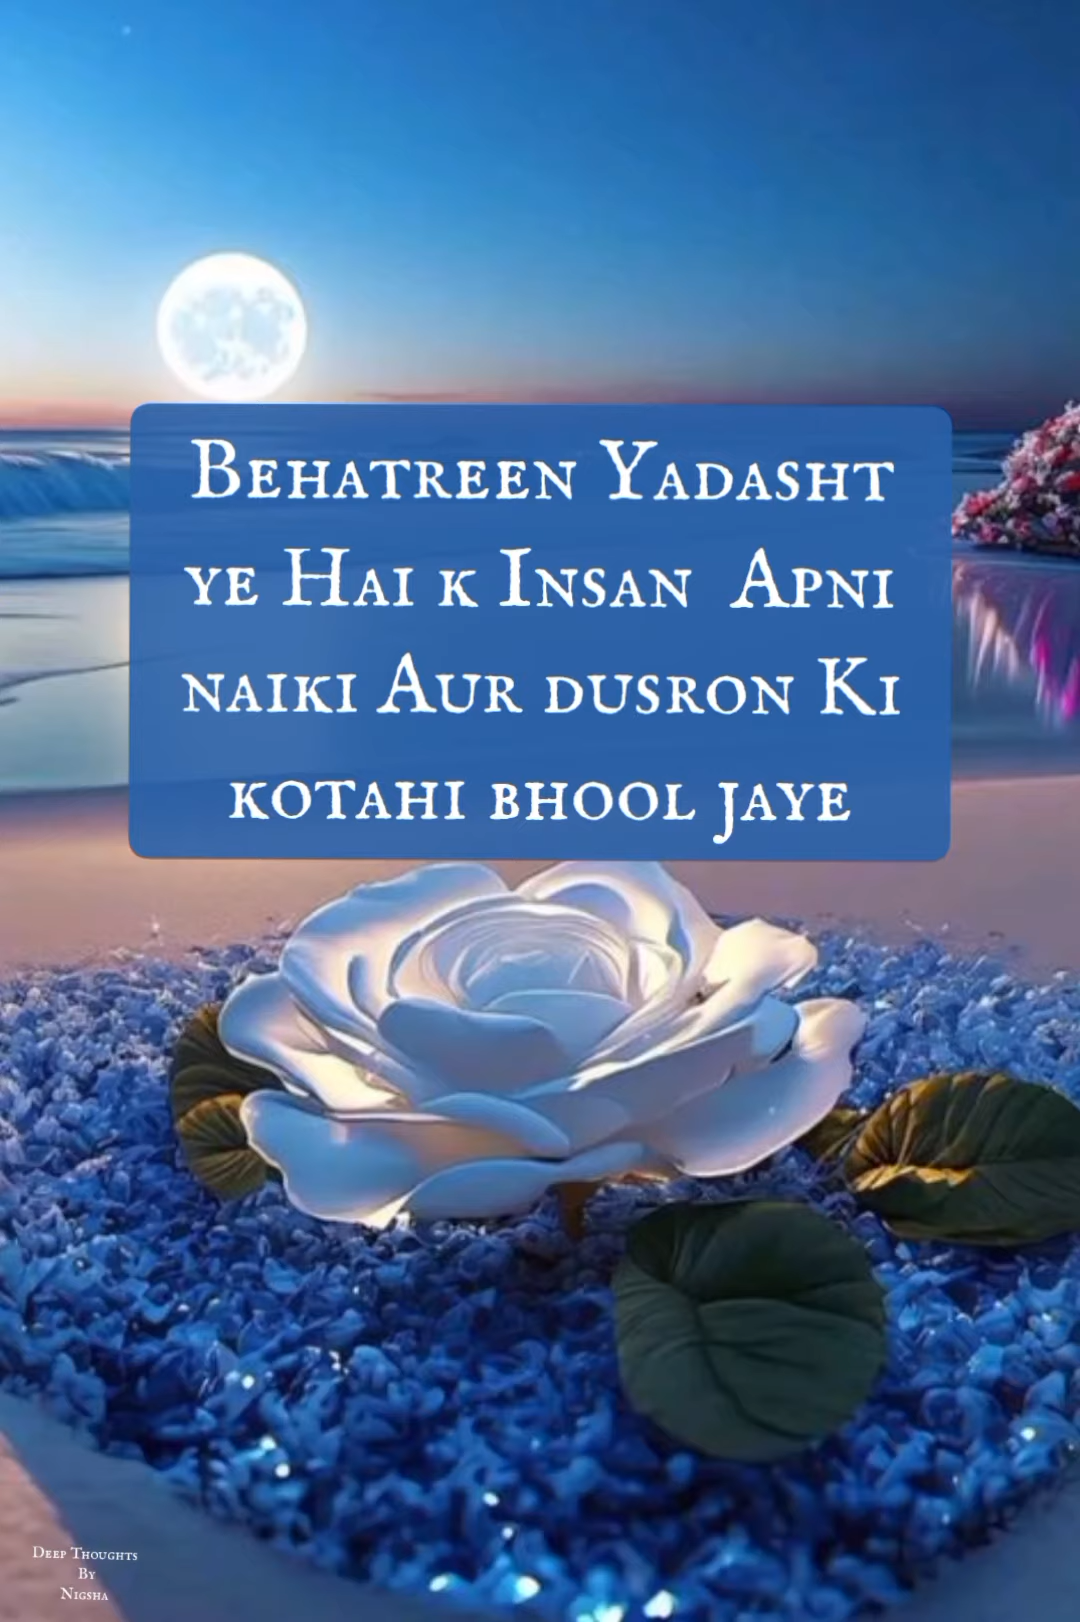 Behatreen Yadasht
ye Hai k Insan  Apni
naiki Aur dusron Ki
kotahi bhool jaye
Deep Thoughts
By
Nigsha